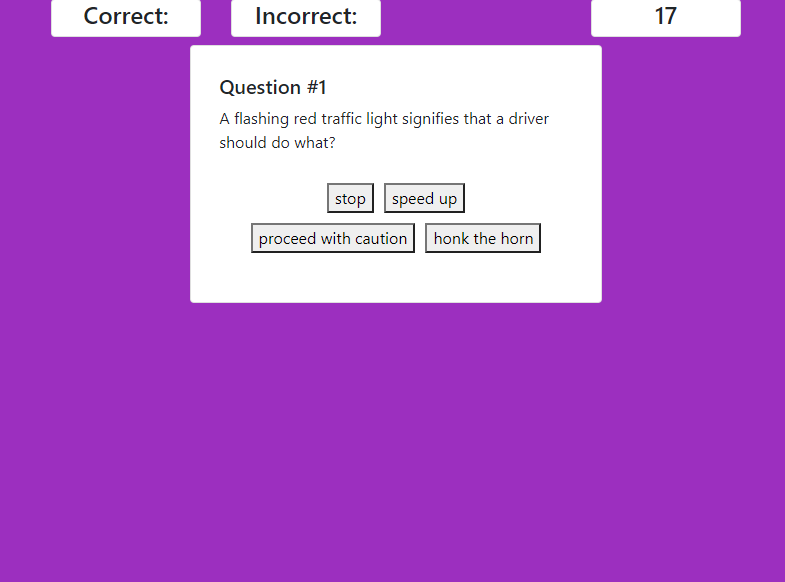 Correct: Incorrect: 17
Question #1
A flashing red traffic light signifies that a driver
should do what?
stop speed up
proceed with caution honk the horn